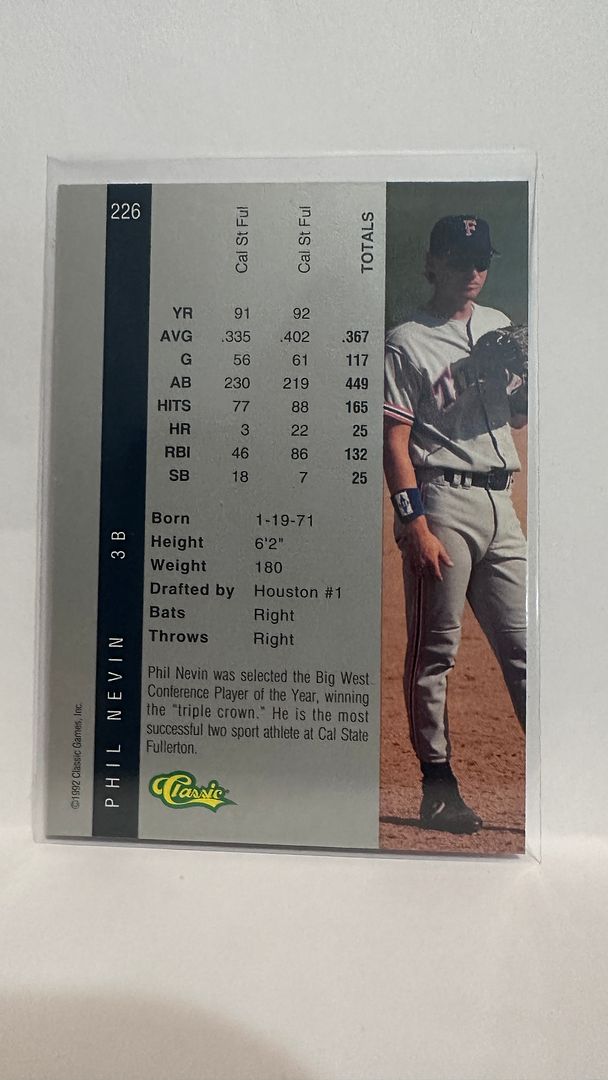 226
PHIL NEVIN 3B
©1992 Classic Games, Inc.
Cal St Ful Cal St Ful TOTALS
YR 91 92
AVG .335 .402 .367
G 56 61 117
AB 230 219 449
HITS 77 88 165
HR 3 22 25
RBI 46 86 132
SB 18 7 25
Born 1-19-71
Height 6'2"
Weight 180
Drafted by Houston #1
Bats Right
Throws Right
Phil Nevin was selected the Big West
Conference Player of the Year, winning
the "triple crown." He is the most
successful two sport athlete at Cal State
Fullerton.
Classic
F